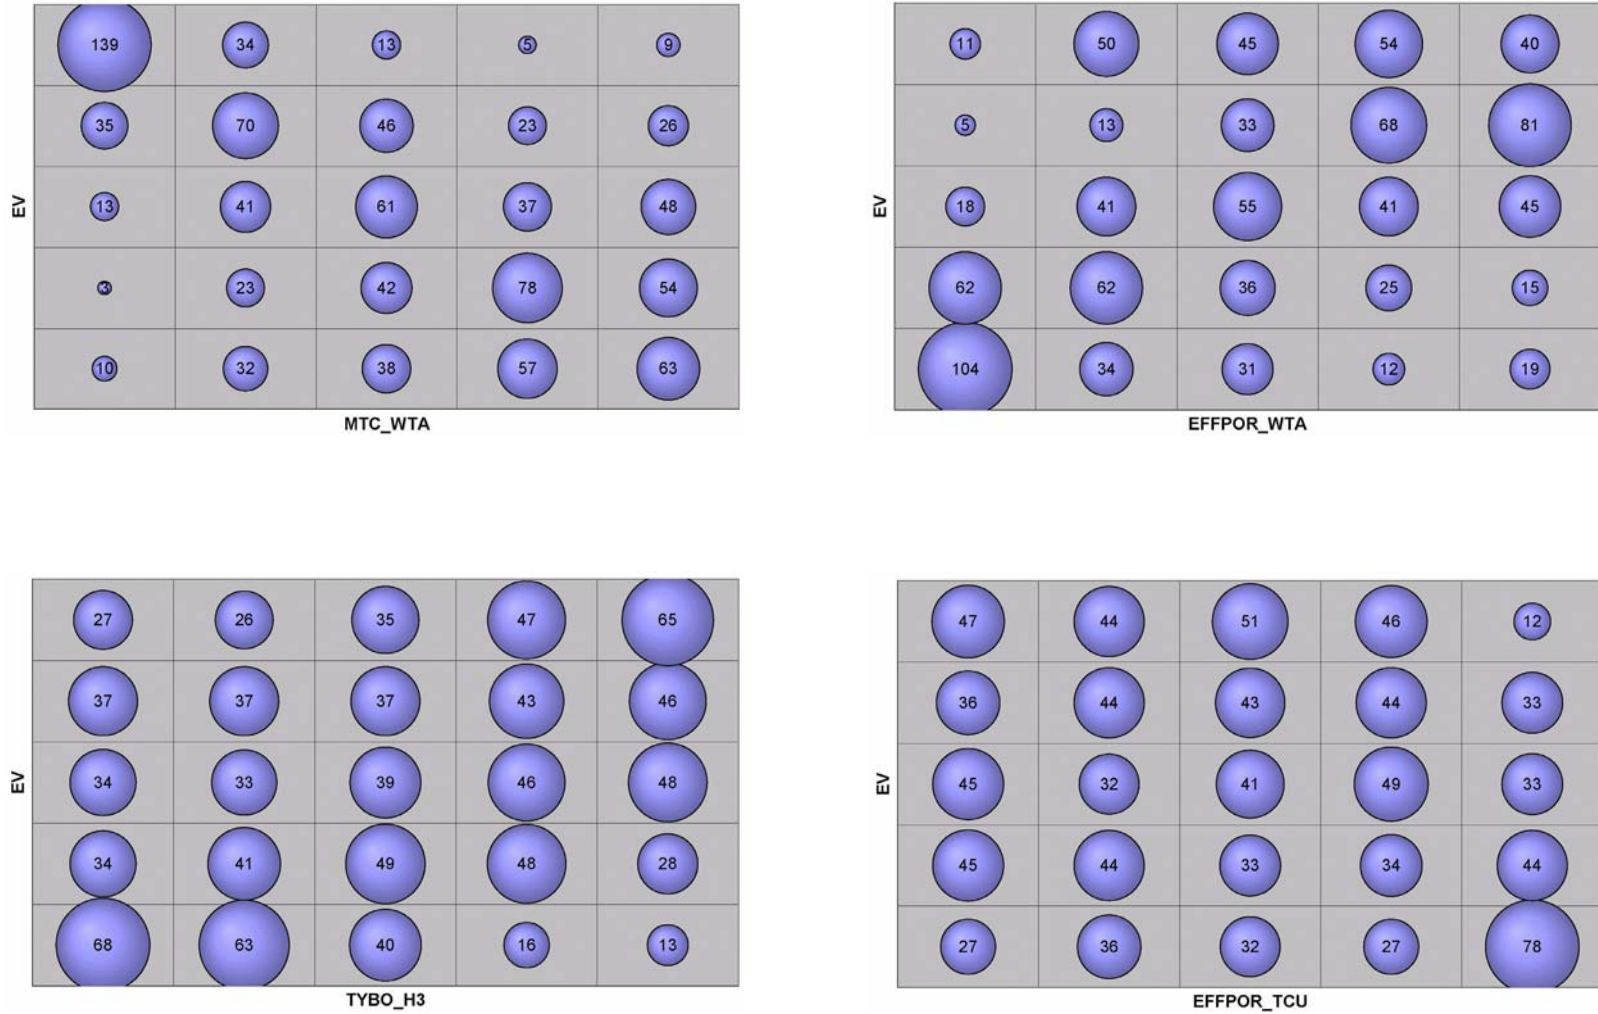 139 34 13 5 9
35 70 46 23 26
13 41 61 37 48
3 23 42 78 54
10 32 38 57 63
EV
MTC_WTA
11 50 45 54 40
5 13 33 68 81
18 41 55 41 45
62 62 36 25 15
104 34 31 12 19
EV
EFFPOR_WTA
27 26 35 47 65
37 37 37 43 46
34 33 39 46 48
34 41 49 48 28
68 63 40 16 13
EV
TYBO_H3
47 44 51 46 12
36 44 43 44 33
45 32 41 49 33
45 44 33 34 44
27 36 32 27 78
EV
EFFPOR_TCU